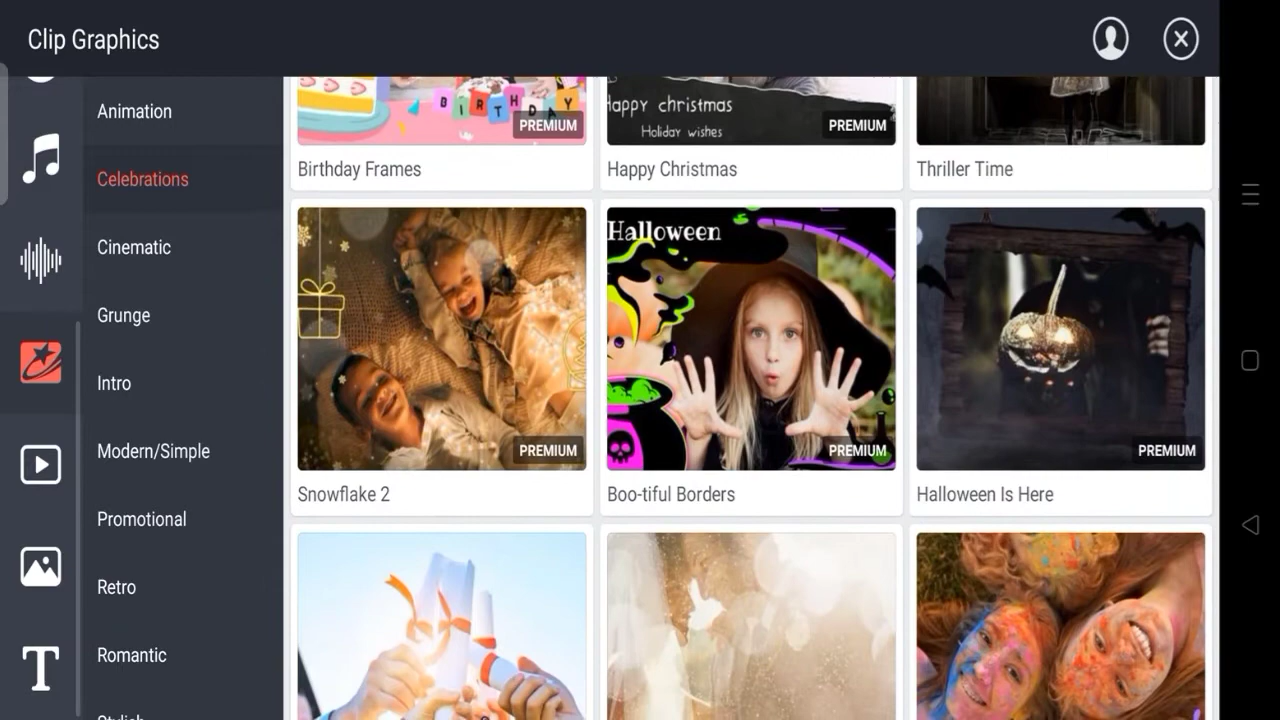 Clip Graphics
Animation
Celebrations
Cinematic
Grunge
Intro
Modern/Simple
Promotional
Retro
Romantic
BIRTHDAY
PREMIUM
Birthday Frames
Happy christmas
Holiday wishes
PREMIUM
Happy Christmas
Thriller Time
PREMIUM
Snowflake 2
Halloween
PREMIUM
Boo-tiful Borders
PREMIUM
Halloween Is Here
T